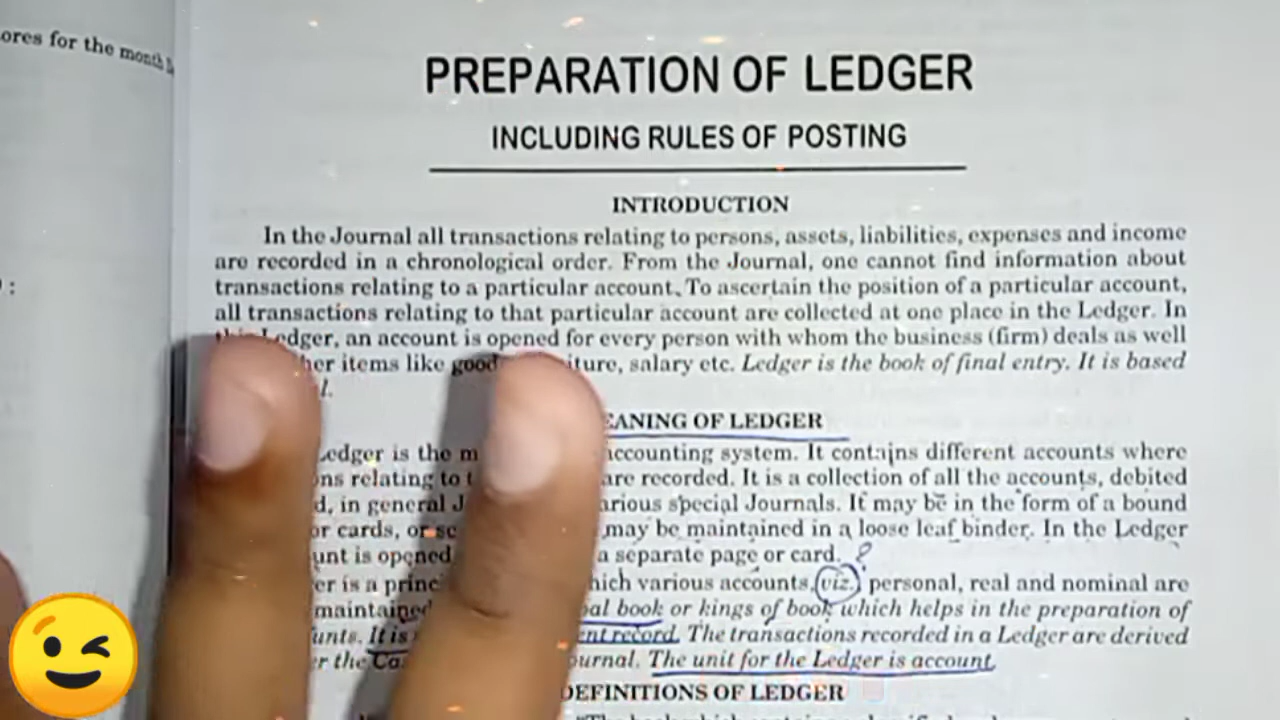 ores for the month
PREPARATION OF LEDGER
INCLUDING RULES OF POSTING
INTRODUCTION
In the Journal all transactions relating to persons, assets, liabilities, expenses and income
are recorded in a chronological order. From the Journal, one cannot find information about
transactions relating to a particular account. To ascertain the position of a particular account,
all transactions relating to that particular account are collected at one place in the Ledger. In
Ledger, an account is opened for every person with whom the business (firm) deals as well
items like salary etc. Ledger is the book of final entry. It is based
MEANING OF LEDGER
Ledger is the accounting system. It contains different accounts where
relating to are recorded. It is a collection of all the accounts, debited
in general various special Journals. It may be in the form of a bound
or cards, or may be maintained in a loose leaf binder. In the Ledger
is opened a separate page or card. ?
is a which various accounts, viz., personal, real and nominal are
maintained book or kings of book which helps in the preparation of
It is record. The transactions recorded in a Ledger are derived
the Journal. The unit for the Ledger is account
DEFINITIONS OF LEDGER